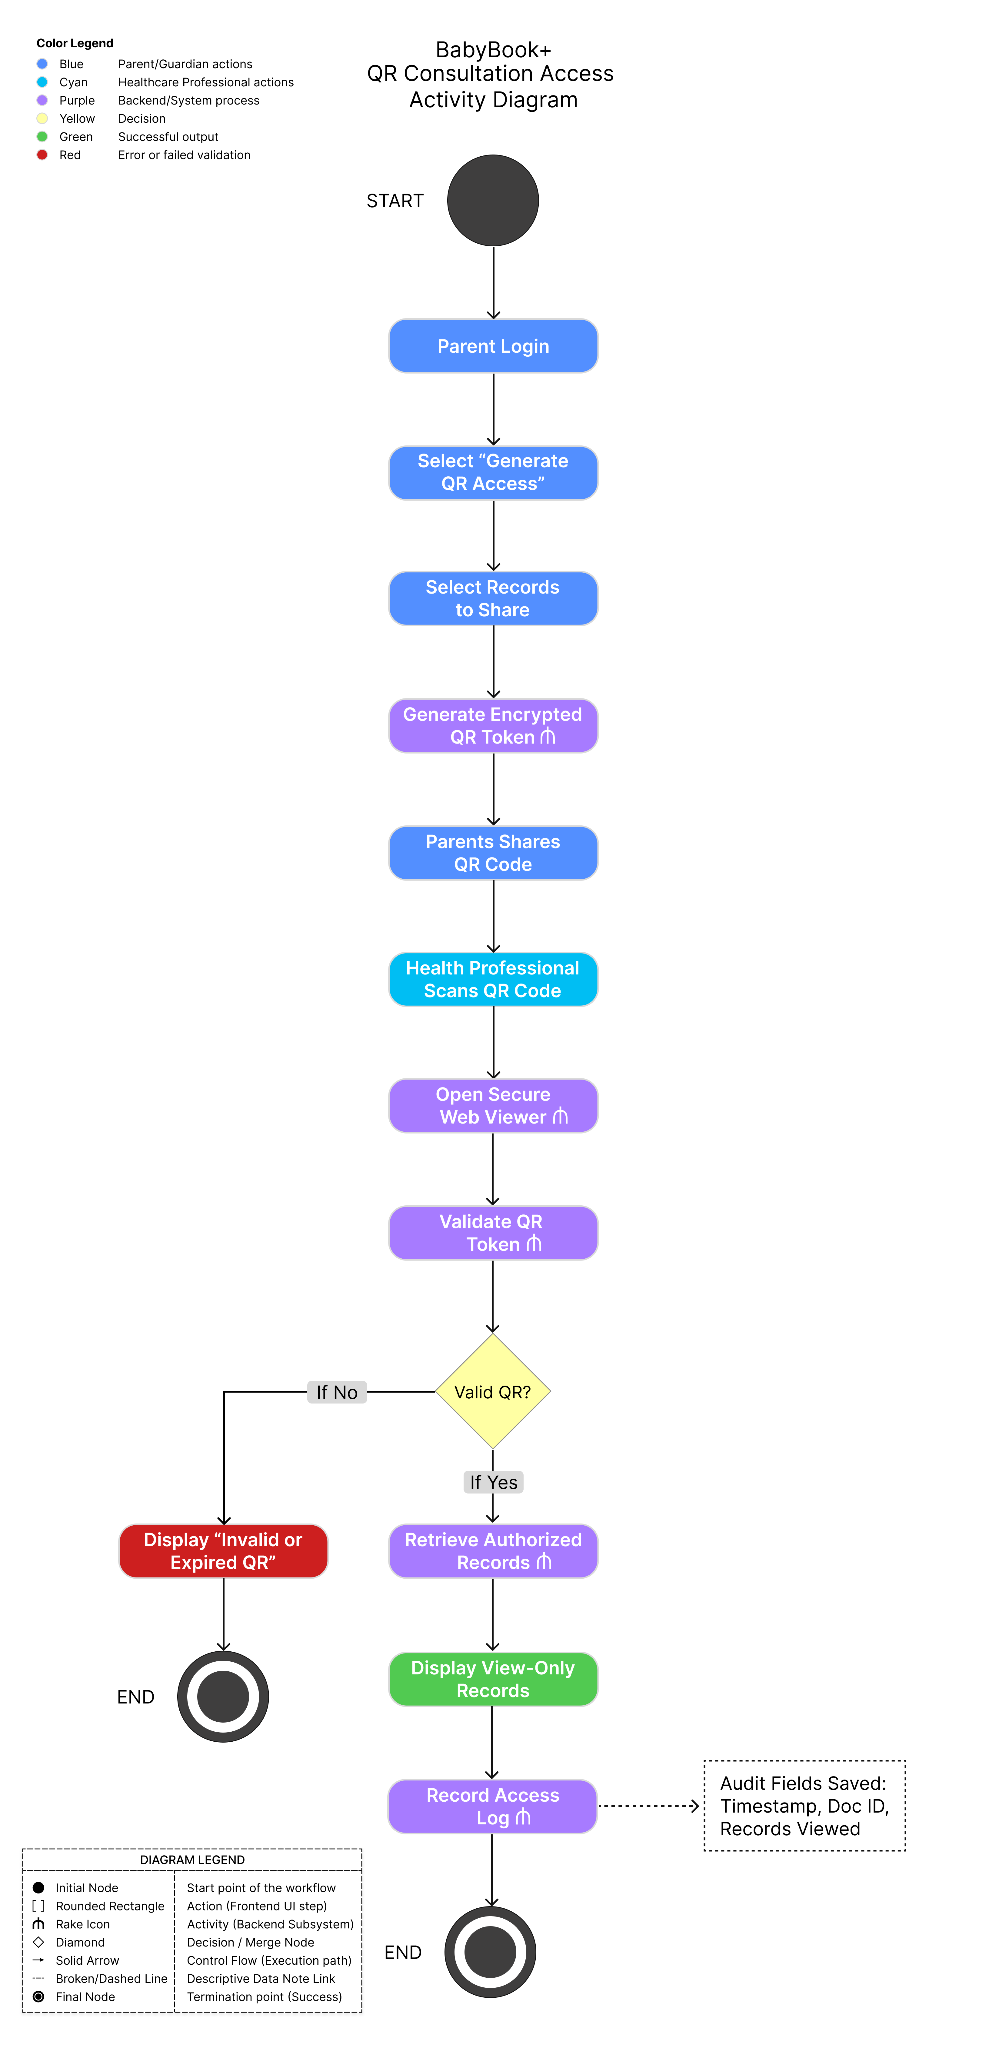 Color Legend
Blue Parent/Guardian actions
Cyan Healthcare Professional actions
Purple Backend/System process
Yellow Decision
Green Successful output
Red Error or failed validation
BabyBook+
QR Consultation Access
Activity Diagram
START
Parent Login
Select “Generate
QR Access”
Select Records
to Share
Generate Encrypted
QR Token
Parents Shares
QR Code
Health Professional
Scans QR Code
Open Secure
Web Viewer
Validate QR
Token
Valid QR?
If No
If Yes
Display “Invalid or
Expired QR”
END
Retrieve Authorized
Records
Display View-Only
Records
Record Access
Log
Audit Fields Saved:
Timestamp, Doc ID,
Records Viewed
END
DIAGRAM LEGEND
Initial Node Start point of the workflow
Rounded Rectangle Action (Frontend UI step)
Rake Icon Activity (Backend Subsystem)
Diamond Decision / Merge Node
Solid Arrow Control Flow (Execution path)
Broken/Dashed Line Descriptive Data Note Link
Final Node Termination point (Success)